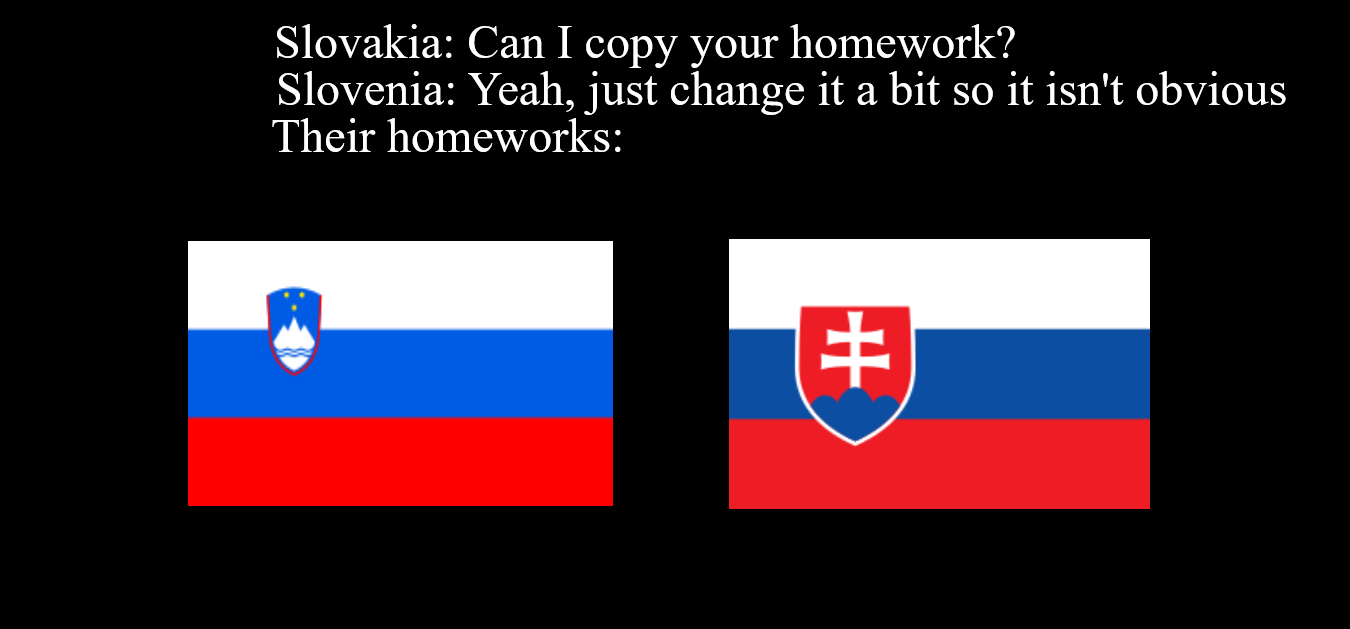 Slovakia: Can I copy your homework?
Slovenia: Yeah, just change it a bit so it isn't obvious
Their homeworks: